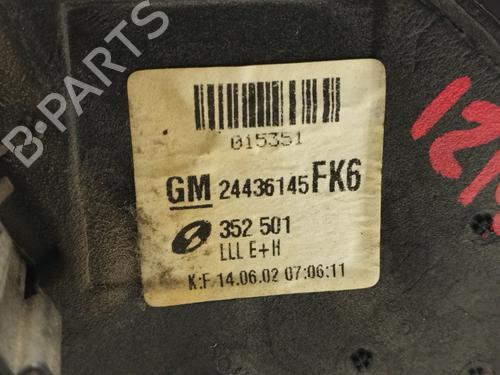 B-PARTS
015351
GM 24436145 FK6
352 501
LLL E+H
K:F 14.06.02 07:06:11